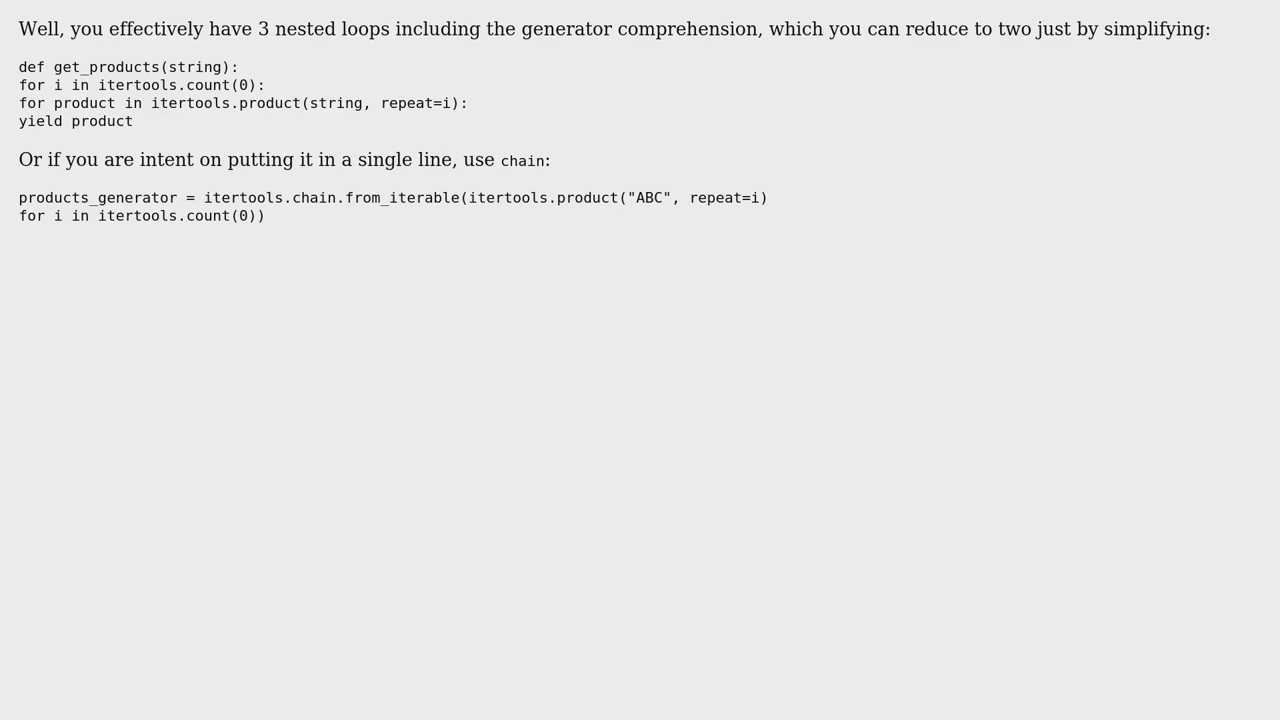 Well, you effectively have 3 nested loops including the generator comprehension, which you can reduce to two just by simplifying:
def get_products(string):
for i in itertools.count(0):
for product in itertools.product(string, repeat=i):
yield product
Or if you are intent on putting it in a single line, use chain:
products_generator = itertools.chain.from_iterable(itertools.product("ABC", repeat=i)
for i in itertools.count(0))